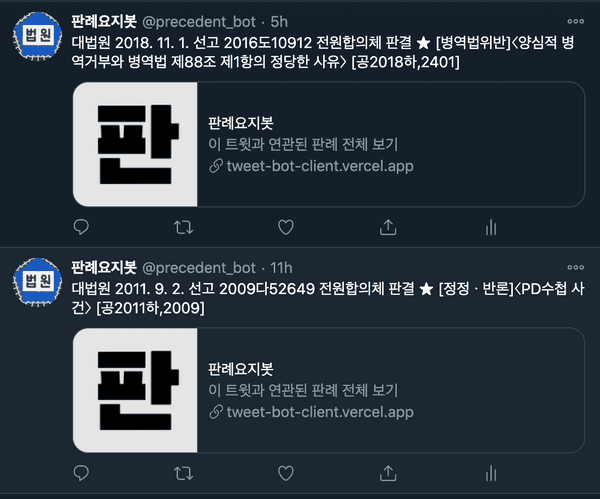 법원
판례요지봇 @precedent_bot · 5h
대법원 2018. 11. 1. 선고 2016도10912 전원합의체 판결 ★ [병역법위반]〈양심적 병
역거부와 병역법 제88조 제1항의 정당한 사유〉 [공2018하,2401]
판
판례요지봇
이 트윗과 연관된 판례 전체 보기
tweet-bot-client.vercel.app
법원
판례요지봇 @precedent_bot · 11h
대법원 2011. 9. 2. 선고 2009다52649 전원합의체 판결 ★ [정정ㆍ반론]〈PD수첩 사
건〉 [공2011하,2009]
판
판례요지봇
이 트윗과 연관된 판례 전체 보기
tweet-bot-client.vercel.app